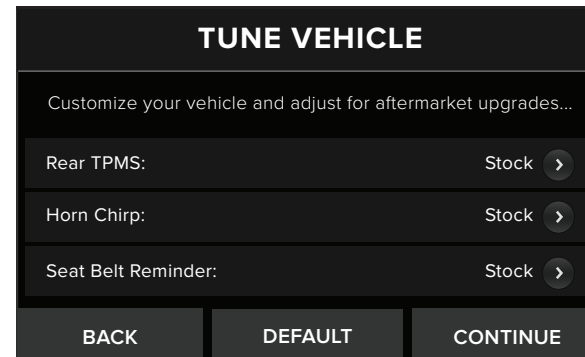 TUNE VEHICLE
Customize your vehicle and adjust for aftermarket upgrades...
Rear TPMS: Stock
Horn Chirp: Stock
Seat Belt Reminder: Stock
BACK DEFAULT CONTINUE